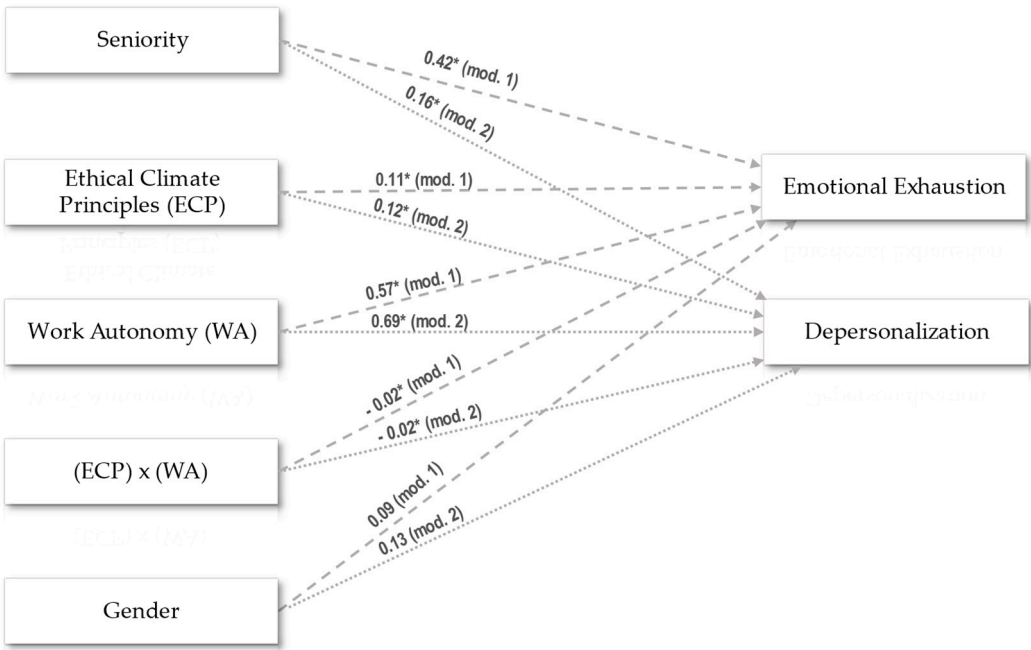 Seniority
0.42* (mod. 1)
0.16* (mod. 2)
Ethical Climate
Principles (ECP)
0.11* (mod. 1)
0.12* (mod. 2)
Emotional Exhaustion
Work Autonomy (WA)
0.57* (mod. 1)
0.69* (mod. 2)
Depersonalization
(ECP) x (WA)
- 0.02* (mod. 1)
- 0.02* (mod. 2)
Gender
0.09 (mod. 1)
0.13 (mod. 2)